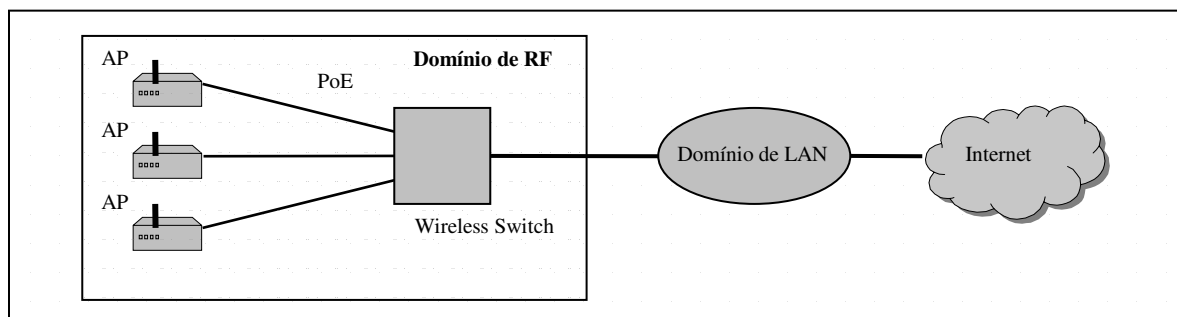 AP
Domínio de RF
PoE
AP
Domínio de LAN
Internet
AP
Wireless Switch